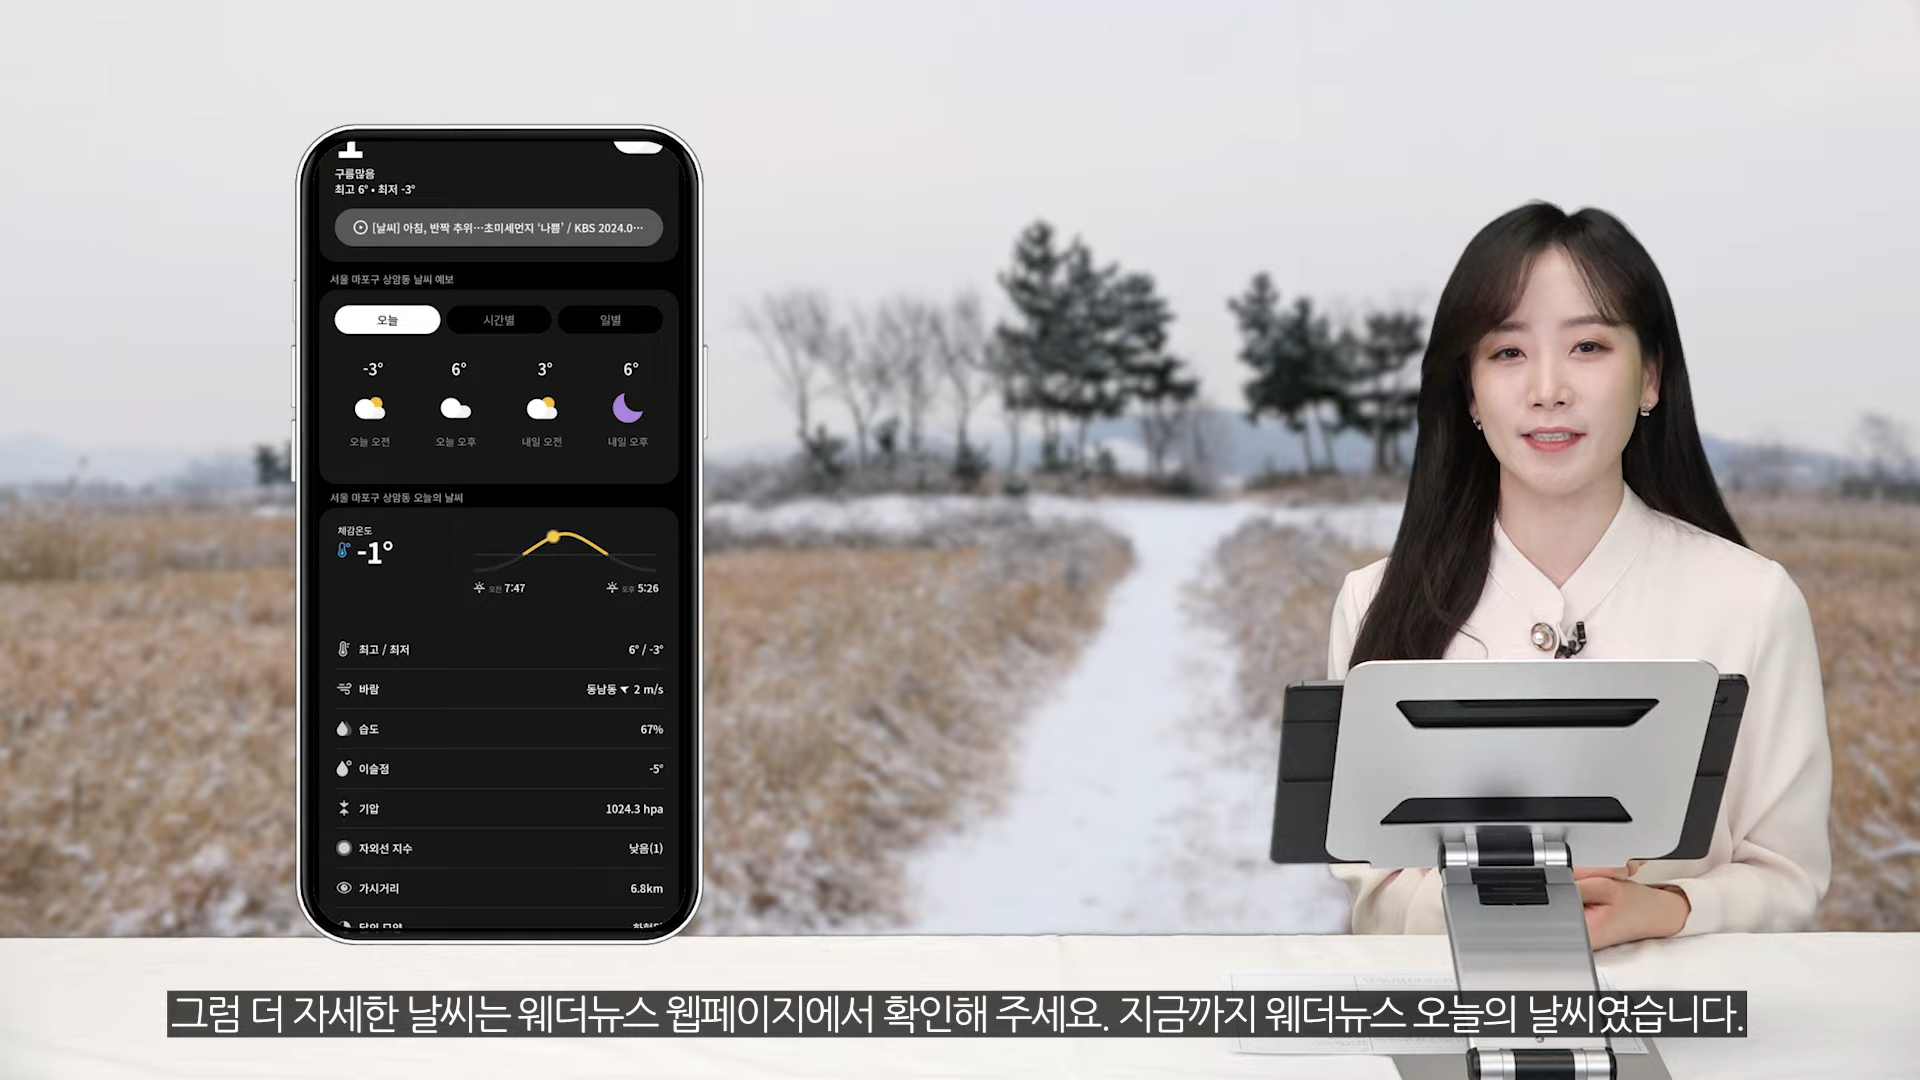 구름많음
최고 6° • 최저 -3°
[날씨] 아침, 반짝 추위…초미세먼지 ‘나쁨’ / KBS 2024.0…
서울 마포구 상암동 날씨 예보
오늘 시간별 일별
-3° 6° 3° 6°
오늘 오전 오늘 오후 내일 오전 내일 오후
서울 마포구 상암동 오늘의 날씨
체감온도
-1°
오전 7:47 오후 5:26
최고 / 최저 6° / -3°
바람 동남동 2 m/s
습도 67%
이슬점 -5°
기압 1024.3 hpa
자외선 지수 낮음(1)
가시거리 6.8km
그럼 더 자세한 날씨는 웨더뉴스 웹페이지에서 확인해 주세요. 지금까지 웨더뉴스 오늘의 날씨였습니다.